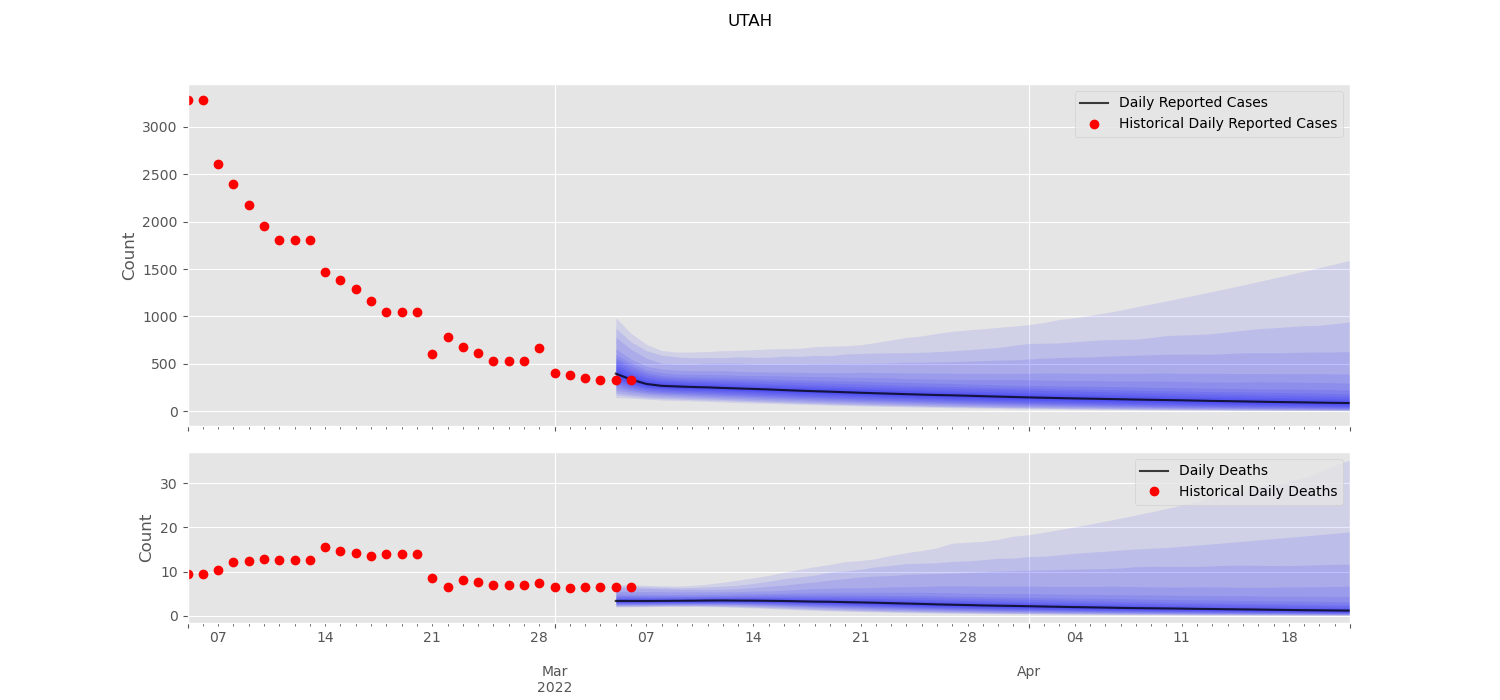 UTAH
Daily Reported Cases
Historical Daily Reported Cases
3000
2500
2000
1500
1000
500
0
Count
Daily Deaths
Historical Daily Deaths
30
20
10
0
Count
07 14 21 28 07 14 21 28 04 11 18
Mar Apr
2022